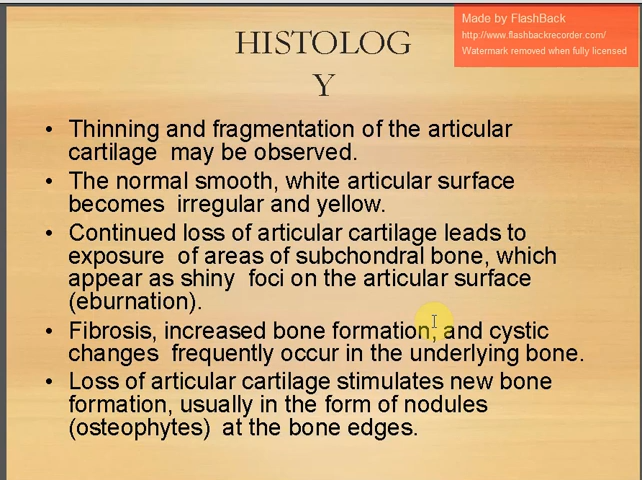 Made by FlashBack
http://www.flashbackrecorder.com/
Watermark removed when fully licensed
HISTOLOG
Y
• Thinning and fragmentation of the articular
cartilage may be observed.
• The normal smooth, white articular surface
becomes irregular and yellow.
• Continued loss of articular cartilage leads to
exposure of areas of subchondral bone, which
appear as shiny foci on the articular surface
(eburnation).
• Fibrosis, increased bone formation, and cystic
changes frequently occur in the underlying bone.
• Loss of articular cartilage stimulates new bone
formation, usually in the form of nodules
(osteophytes) at the bone edges.